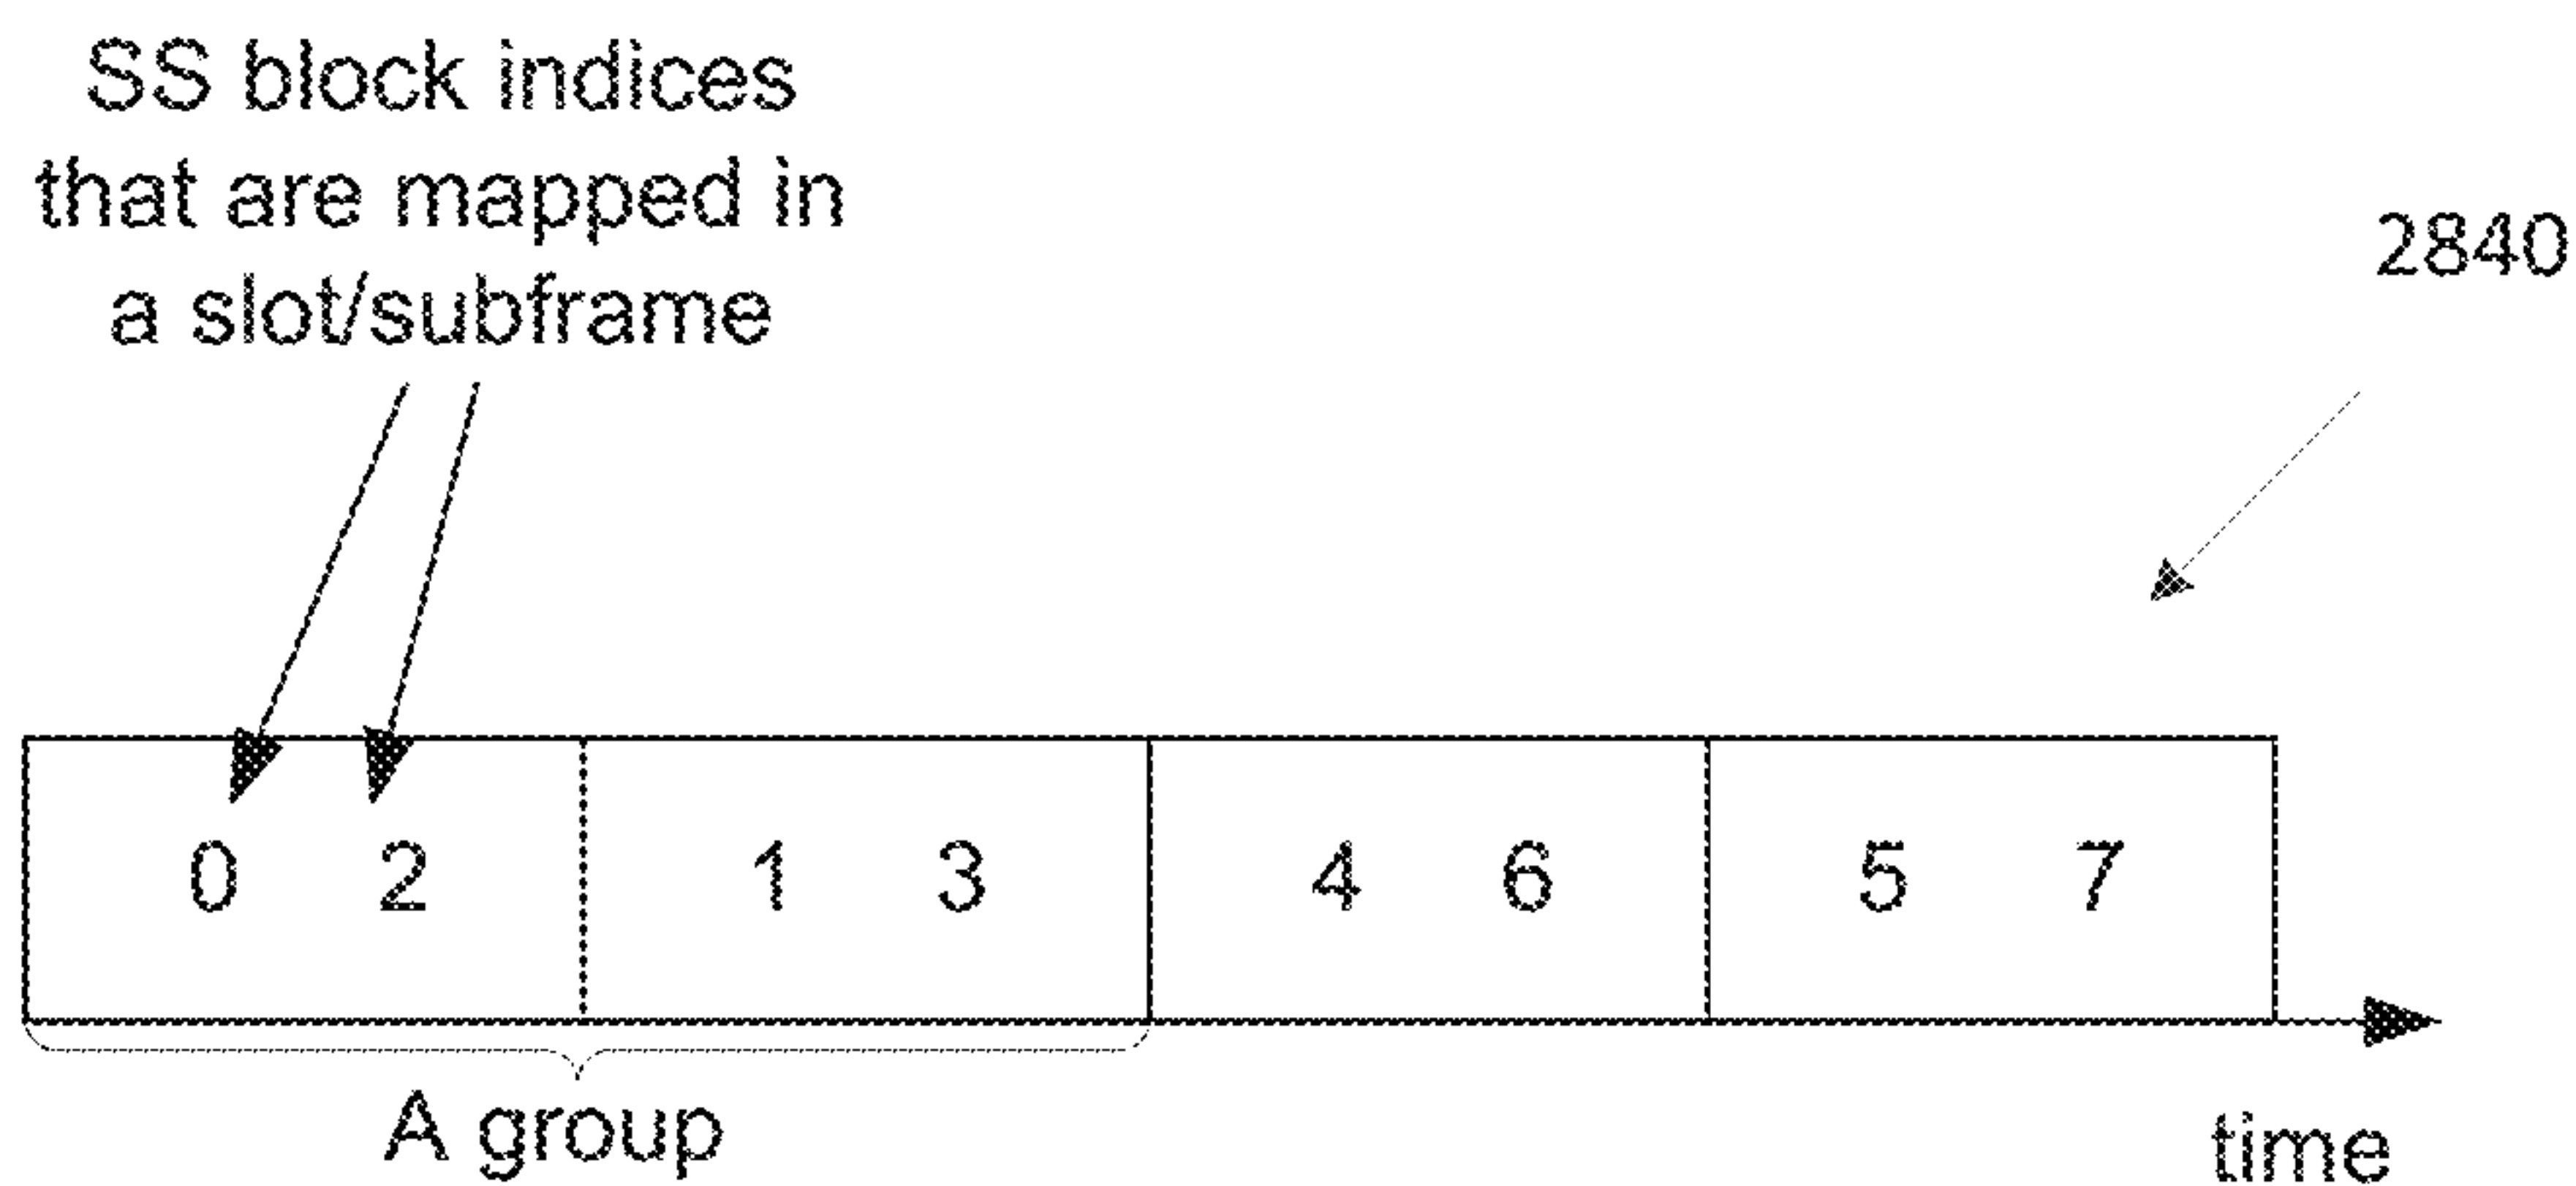 SS block indices
that are mapped in
a slot/subframe
2840
0 2 1 3 4 6 5 7
A group
time